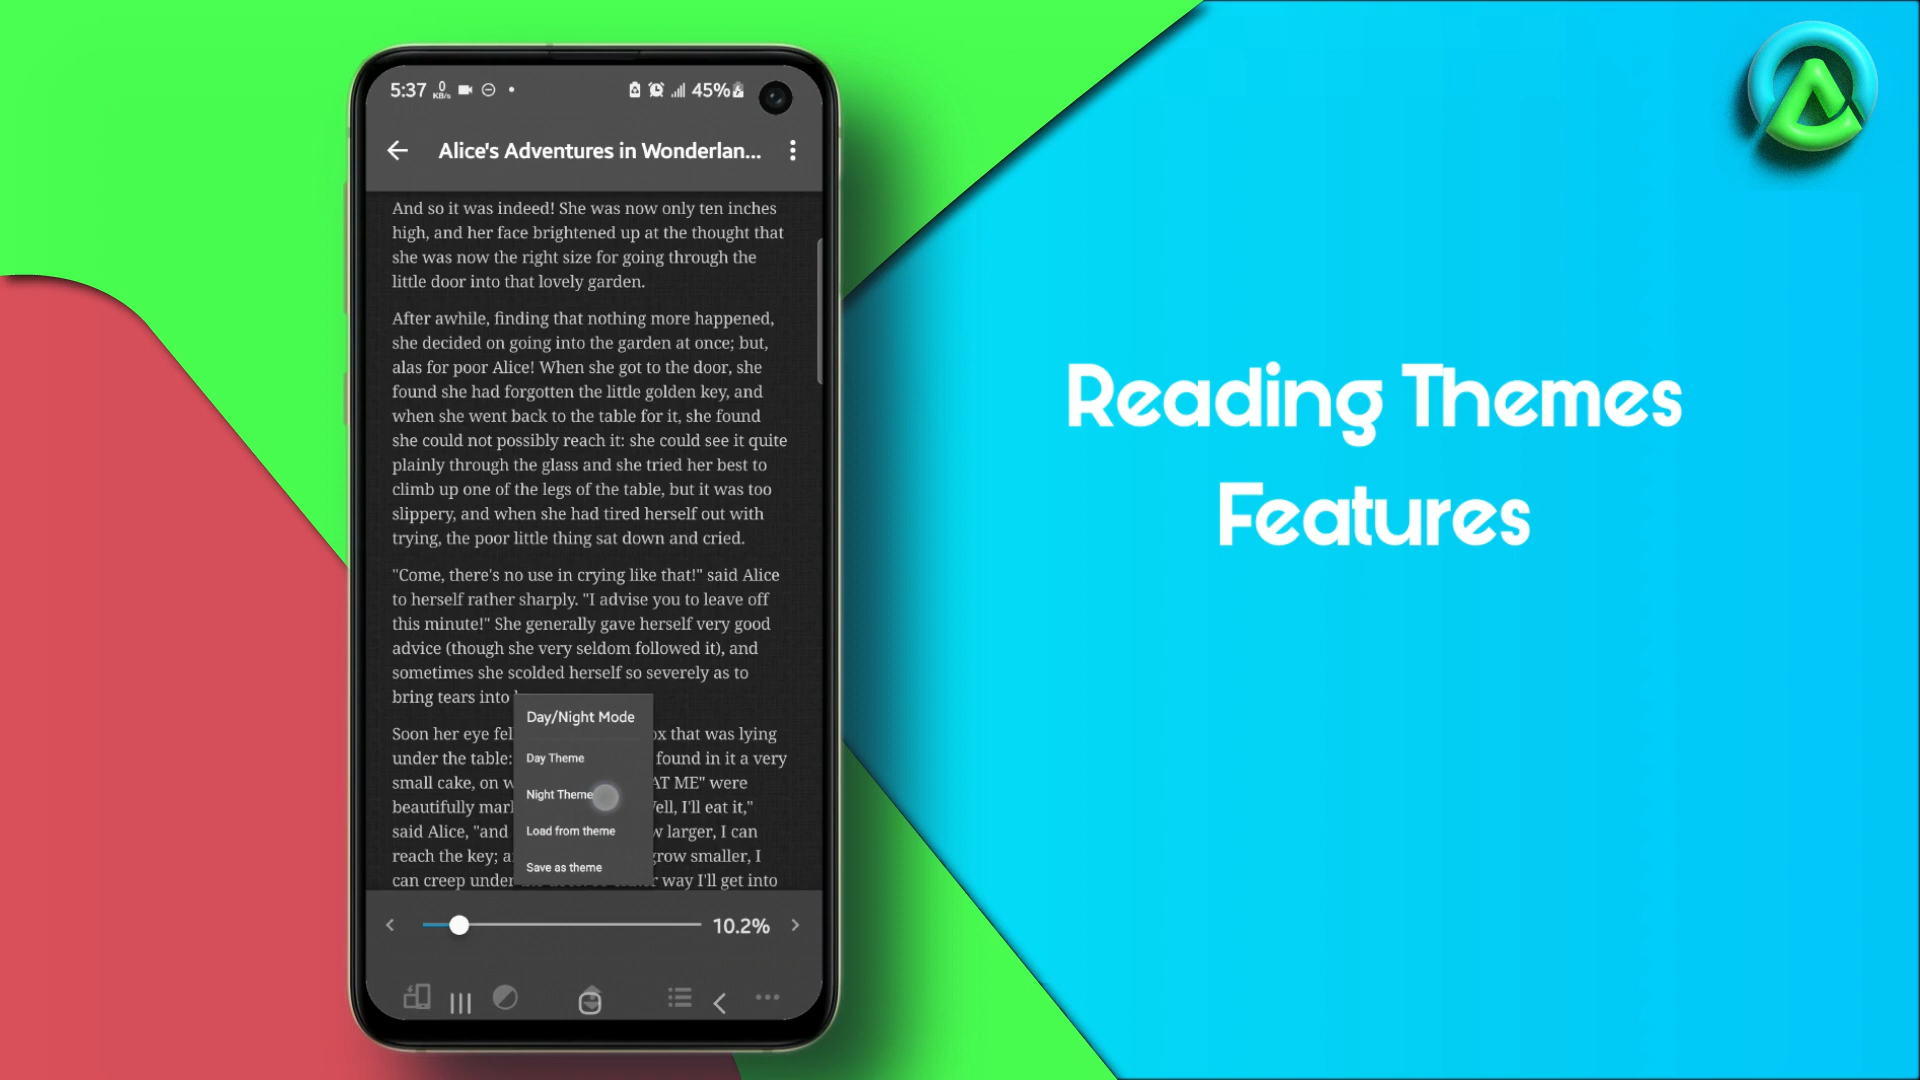 5:37 0 KB/s 45%
Alice's Adventures in Wonderlan...
And so it was indeed! She was now only ten inches
high, and her face brightened up at the thought that
she was now the right size for going through the
little door into that lovely garden.
After awhile, finding that nothing more happened,
she decided on going into the garden at once; but,
alas for poor Alice! When she got to the door, she
found she had forgotten the little golden key, and
when she went back to the table for it, she found
she could not possibly reach it: she could see it quite
plainly through the glass and she tried her best to
climb up one of the legs of the table, but it was too
slippery, and when she had tired herself out with
trying, the poor little thing sat down and cried.
"Come, there's no use in crying like that!" said Alice
to herself rather sharply. "I advise you to leave off
this minute!" She generally gave herself very good
advice (though she very seldom followed it), and
sometimes she scolded herself so severely as to
bring tears into
Soon her eye fel ox that was lying
under the table: found in it a very
small cake, on w AT ME" were
beautifully mar ell, I'll eat it,"
said Alice, "and w larger, I can
reach the key; a grow smaller, I
can creep under way I'll get into
Day/Night Mode
Day Theme
Night Theme
Load from theme
Save as theme
10.2%
Reading Themes
Features